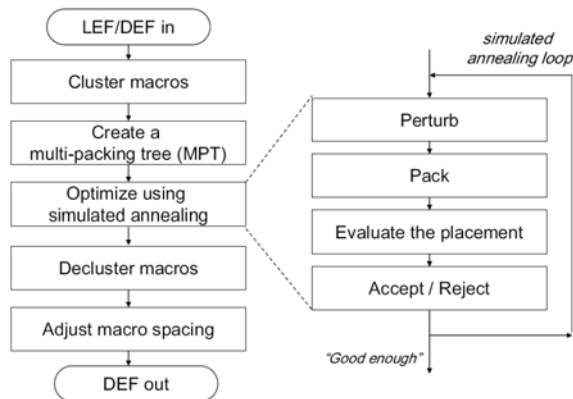 LEF/DEF in
Cluster macros
Create a
multi-packing tree (MPT)
Optimize using
simulated annealing
Decluster macros
Adjust macro spacing
DEF out
simulated
annealing loop
Perturb
Pack
Evaluate the placement
Accept / Reject
"Good enough"